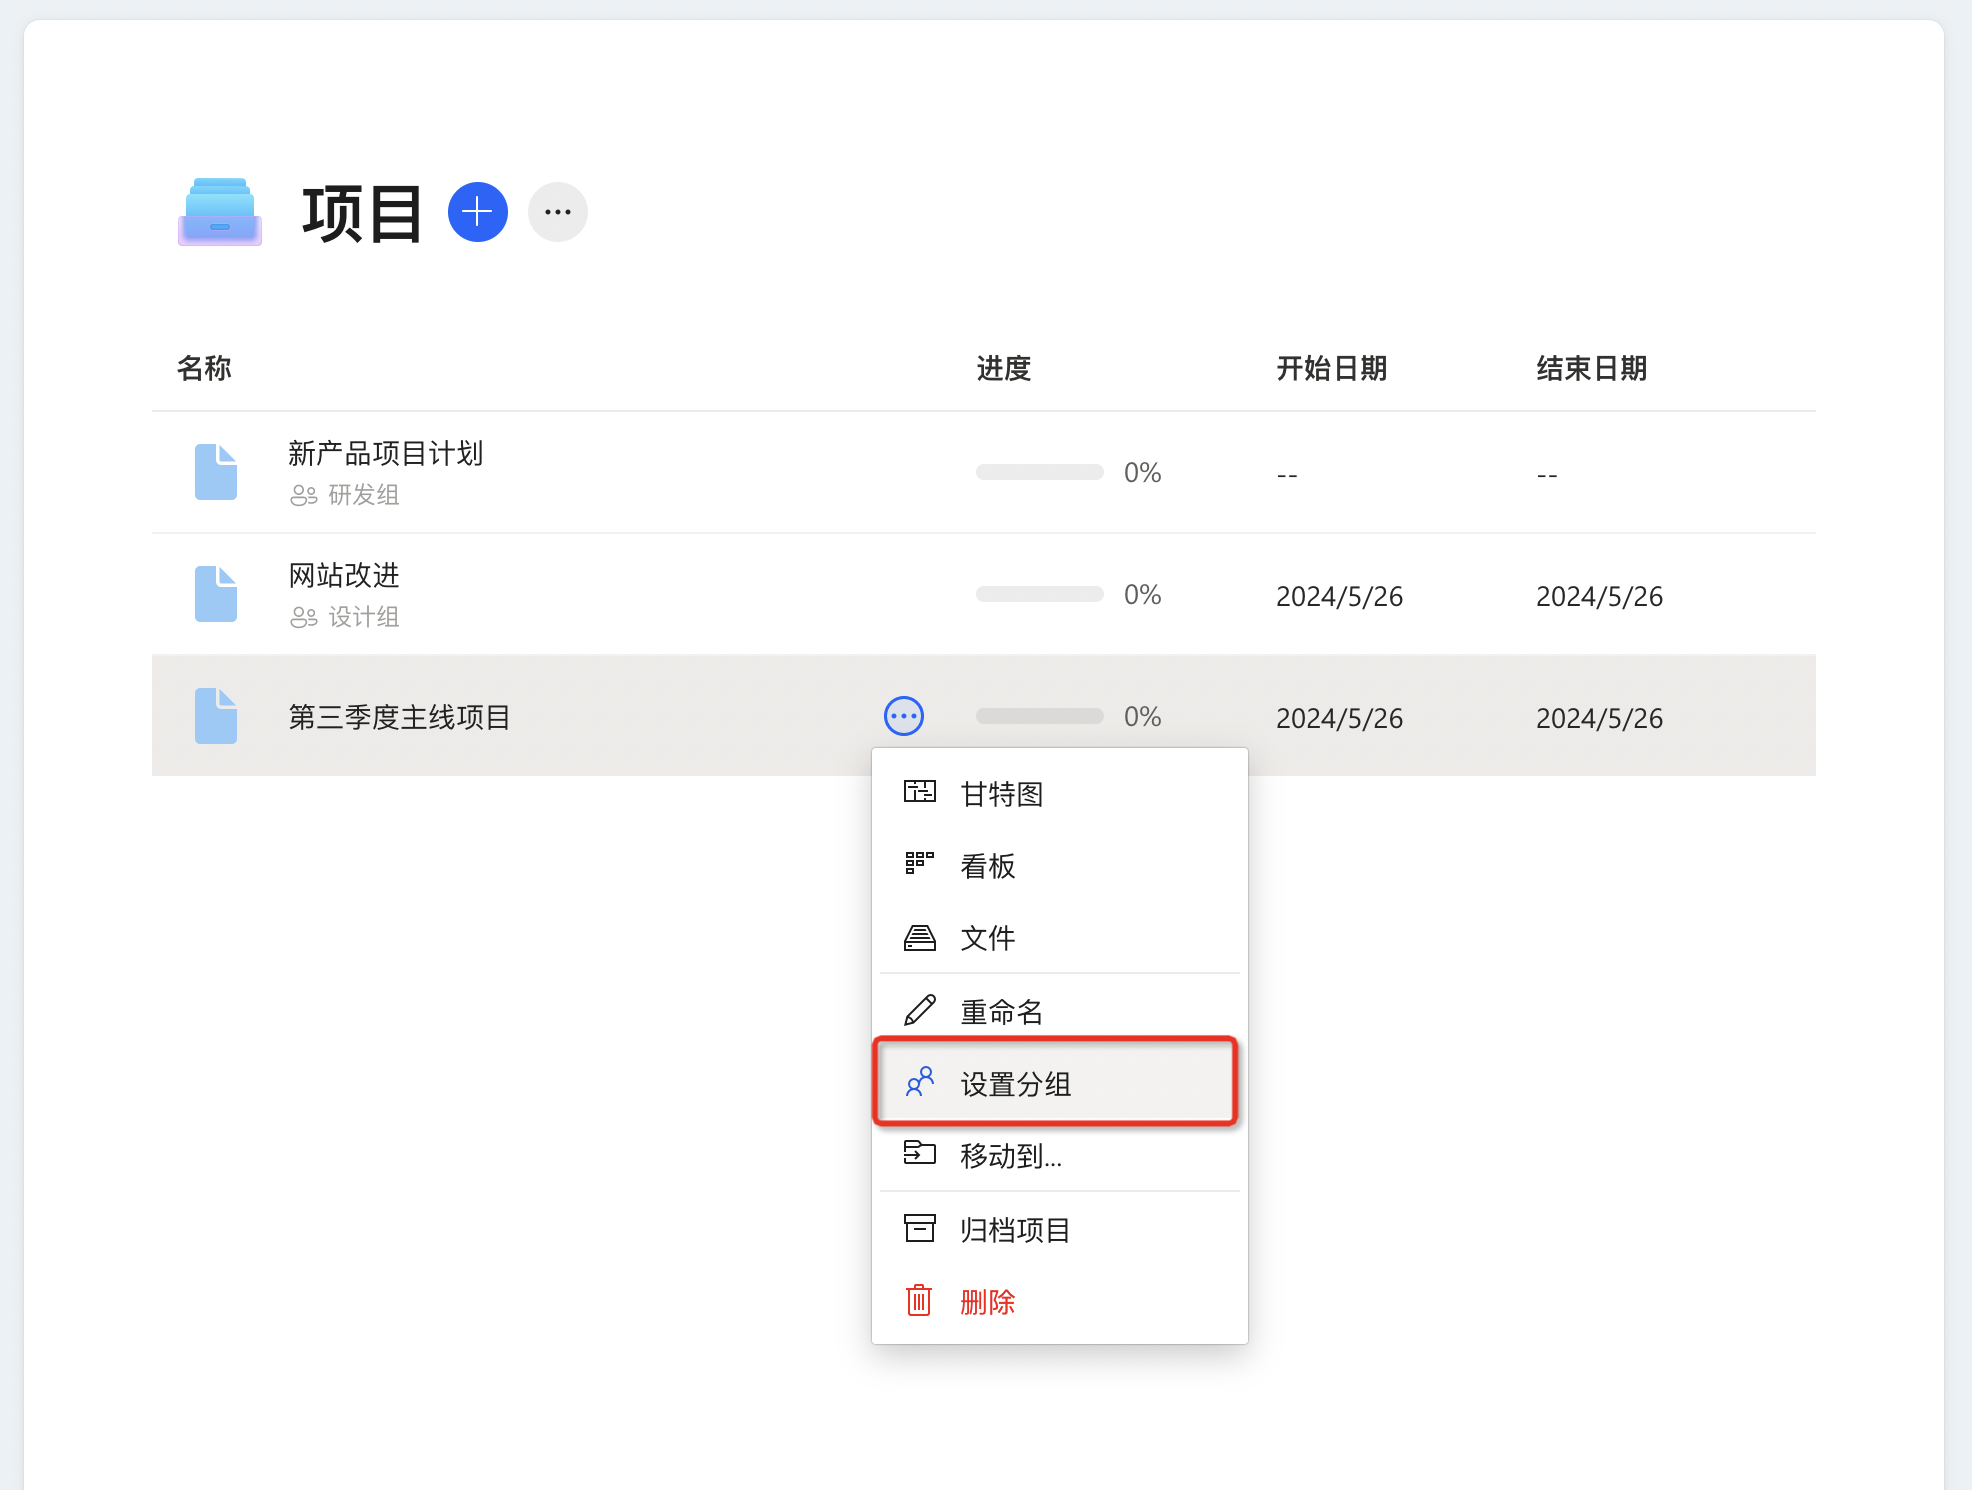 项目
名称 进度 开始日期 结束日期
新产品项目计划
研发组
0% -- --
网站改进
设计组
0% 2024/5/26 2024/5/26
第三季度主线项目 0% 2024/5/26 2024/5/26
甘特图
看板
文件
重命名
设置分组
移动到...
归档项目
删除